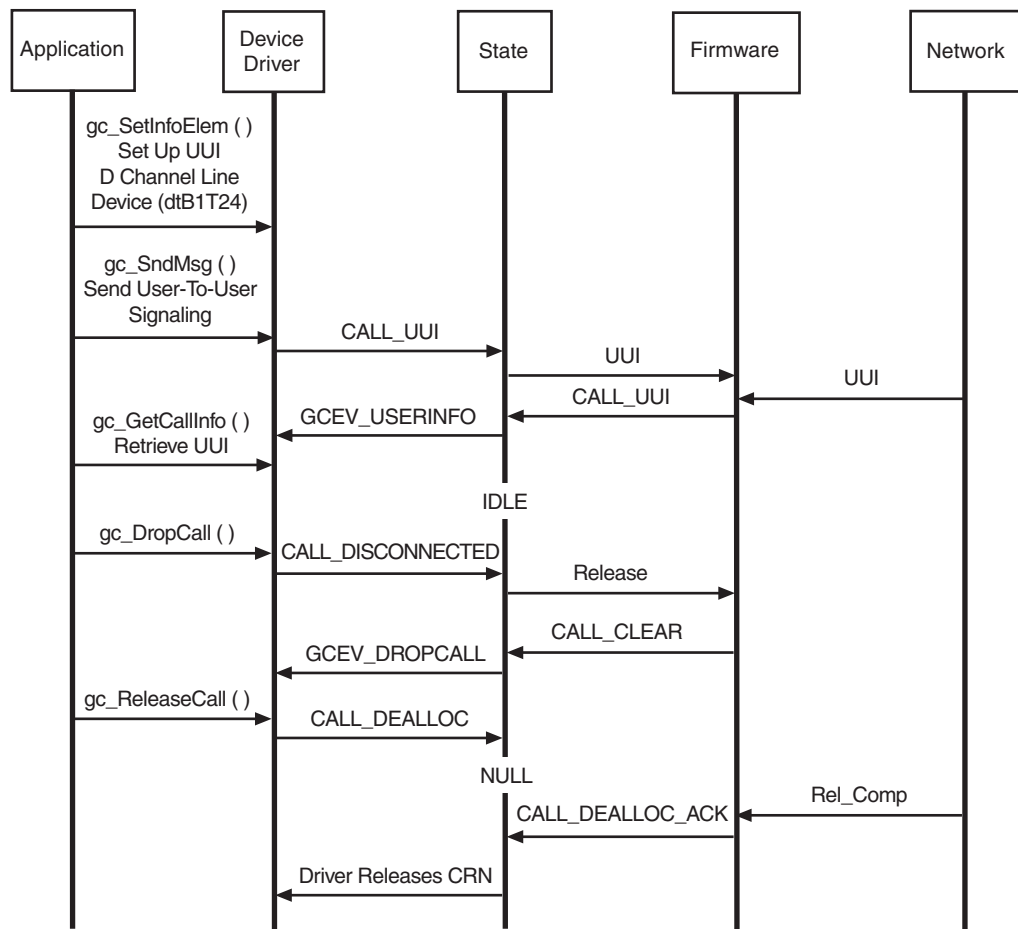 Application
Device
Driver
State
Firmware
Network
gc_SetInfoElem ( )
Set Up UUI
D Channel Line
Device (dtB1T24)
gc_SndMsg ( )
Send User-To-User
Signaling
CALL_UUI
UUI
UUI
CALL_UUI
GCEV_USERINFO
gc_GetCallInfo ( )
Retrieve UUI
IDLE
gc_DropCall ( )
CALL_DISCONNECTED
Release
CALL_CLEAR
GCEV_DROPCALL
gc_ReleaseCall ( )
CALL_DEALLOC
NULL
Rel_Comp
CALL_DEALLOC_ACK
Driver Releases CRN